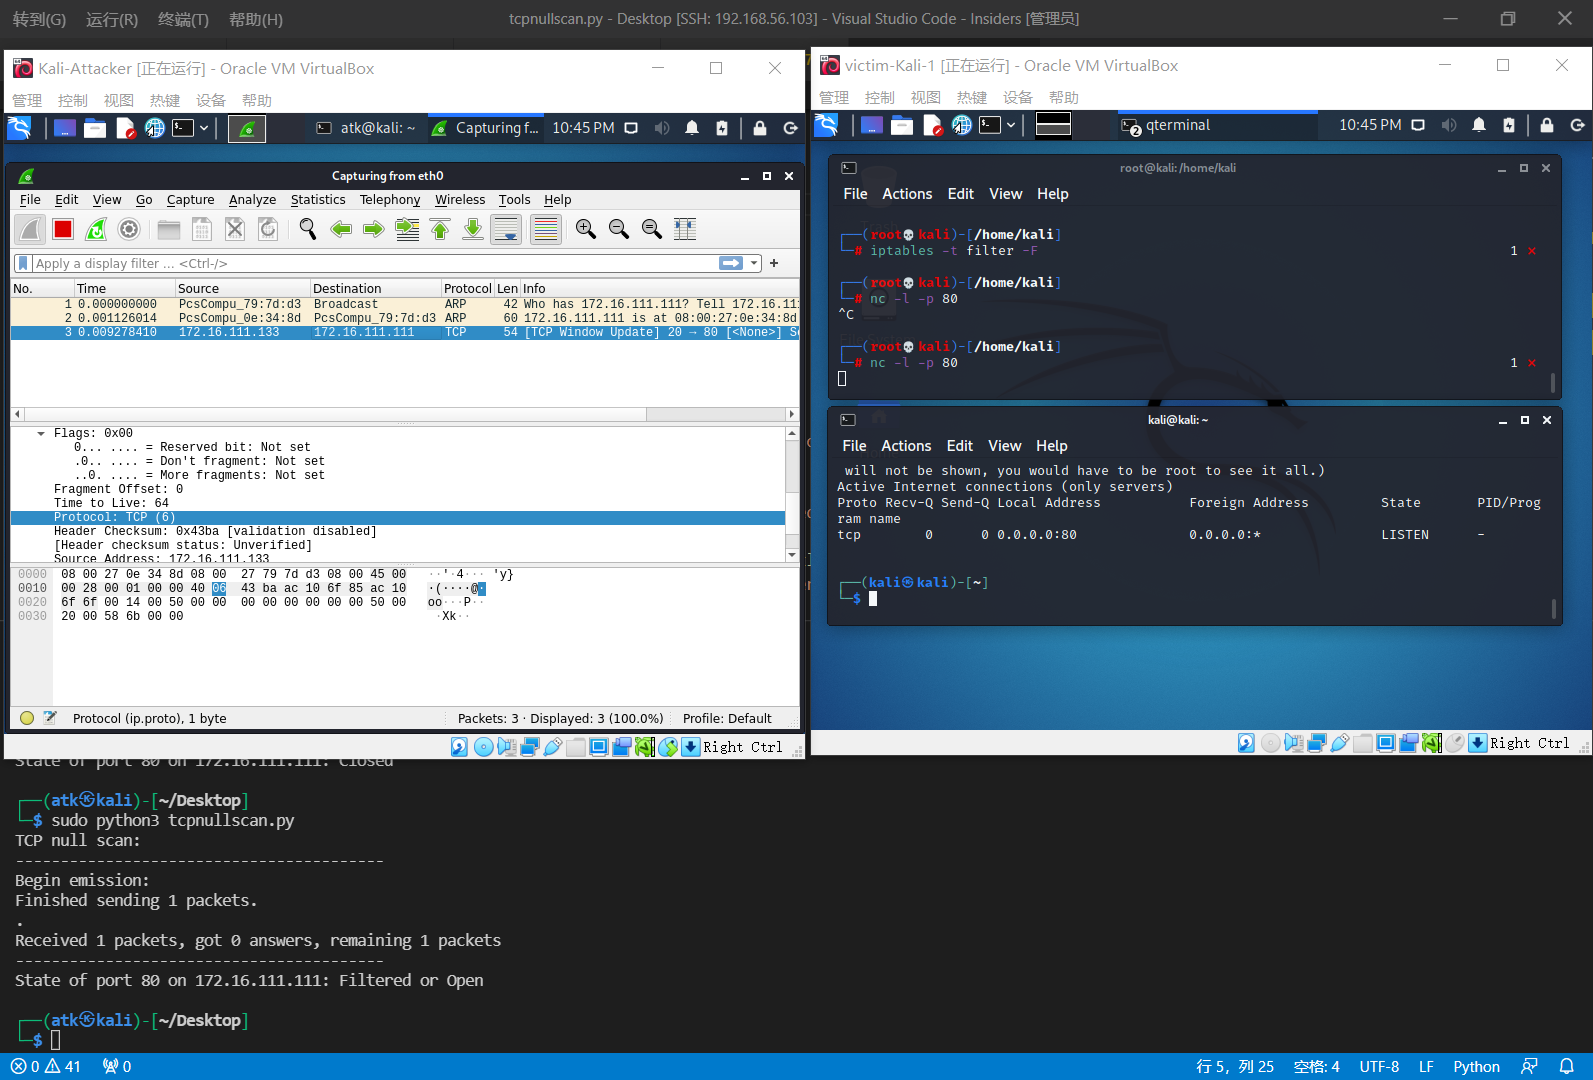 转到(G) 运行(R) 终端(T) 帮助(H) tcpnullscan.py - Desktop [SSH: 192.168.56.103] - Visual Studio Code - Insiders [管理员]
Kali-Attacker [正在运行] - Oracle VM VirtualBox
管理 控制 视图 热键 设备 帮助
atk@kali: ~ Capturing f... 10:45 PM
Capturing from eth0
File Edit View Go Capture Analyze Statistics Telephony Wireless Tools Help
Apply a display filter ... <Ctrl-/>
No. Time Source Destination Protocol Len Info
1 0.000000000 PcsCompu_79:7d:d3 Broadcast ARP 42 Who has 172.16.111.111? Tell 172.16.11
2 0.001126014 PcsCompu_0e:34:8d PcsCompu_79:7d:d3 ARP 60 172.16.111.111 is at 08:00:27:0e:34:8d
3 0.009278410 172.16.111.133 172.16.111.111 TCP 54 [TCP Window Update] 20 → 80 [<None>] S
Flags: 0x00
0... .... = Reserved bit: Not set
.0.. .... = Don't fragment: Not set
..0. .... = More fragments: Not set
Fragment Offset: 0
Time to Live: 64
Protocol: TCP (6)
Header Checksum: 0x43ba [validation disabled]
[Header checksum status: Unverified]
Source Address: 172.16.111.133
0000 08 00 27 0e 34 8d 08 00 27 79 7d d3 08 00 45 00 ··'·4··· 'y}
0010 00 28 00 01 00 00 40 06 43 ba ac 10 6f 85 ac 10 ·(····@·
0020 6f 6f 00 14 00 50 00 00 00 00 00 00 00 00 50 00 oo···P··
0030 20 00 58 6b 00 00 ·Xk··
Protocol (ip.proto), 1 byte Packets: 3 · Displayed: 3 (100.0%) Profile: Default
Right Ctrl
victim-Kali-1 [正在运行] - Oracle VM VirtualBox
管理 控制 视图 热键 设备 帮助
2 qterminal 10:45 PM
root@kali: /home/kali
File Actions Edit View Help
┌──(root💀kali)-[/home/kali]
└─# iptables -t filter -F 1 ⨯
┌──(root💀kali)-[/home/kali]
└─# nc -l -p 80
^C
┌──(root💀kali)-[/home/kali]
└─# nc -l -p 80 1 ⨯
kali@kali: ~
File Actions Edit View Help
will not be shown, you would have to be root to see it all.)
Active Internet connections (only servers)
Proto Recv-Q Send-Q Local Address Foreign Address State PID/Prog
ram name
tcp 0 0 0.0.0.0:80 0.0.0.0:* LISTEN -
┌──(kali㉿kali)-[~]
└─$
Right Ctrl
State of port 80 on 172.16.111.111: Closed
┌──(atk㉿kali)-[~/Desktop]
└─$ sudo python3 tcpnullscan.py
TCP null scan:
-----------------------------------------
Begin emission:
Finished sending 1 packets.
.
Received 1 packets, got 0 answers, remaining 1 packets
-----------------------------------------
State of port 80 on 172.16.111.111: Filtered or Open
┌──(atk㉿kali)-[~/Desktop]
└─$
0 41 0 行 5，列 25 空格: 4 UTF-8 LF Python